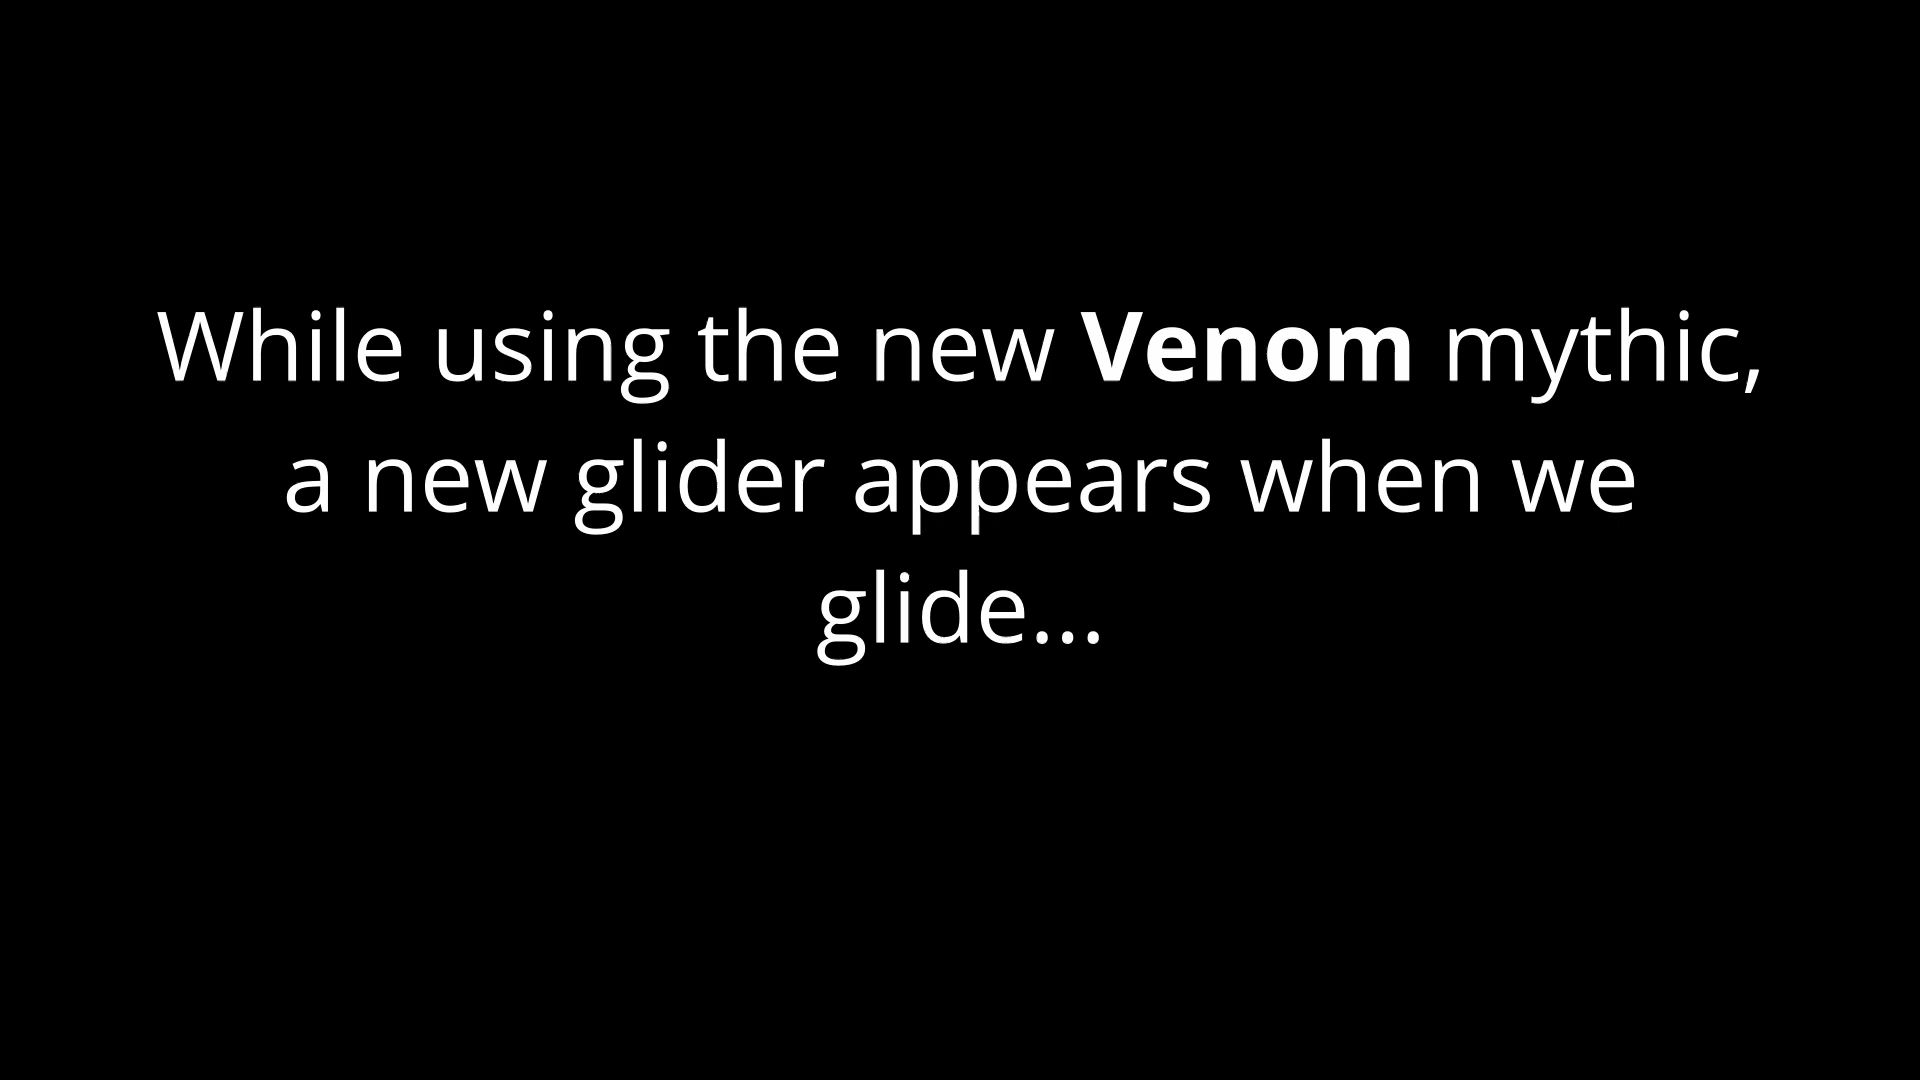 While using the new Venom mythic,
a new glider appears when we
glide...